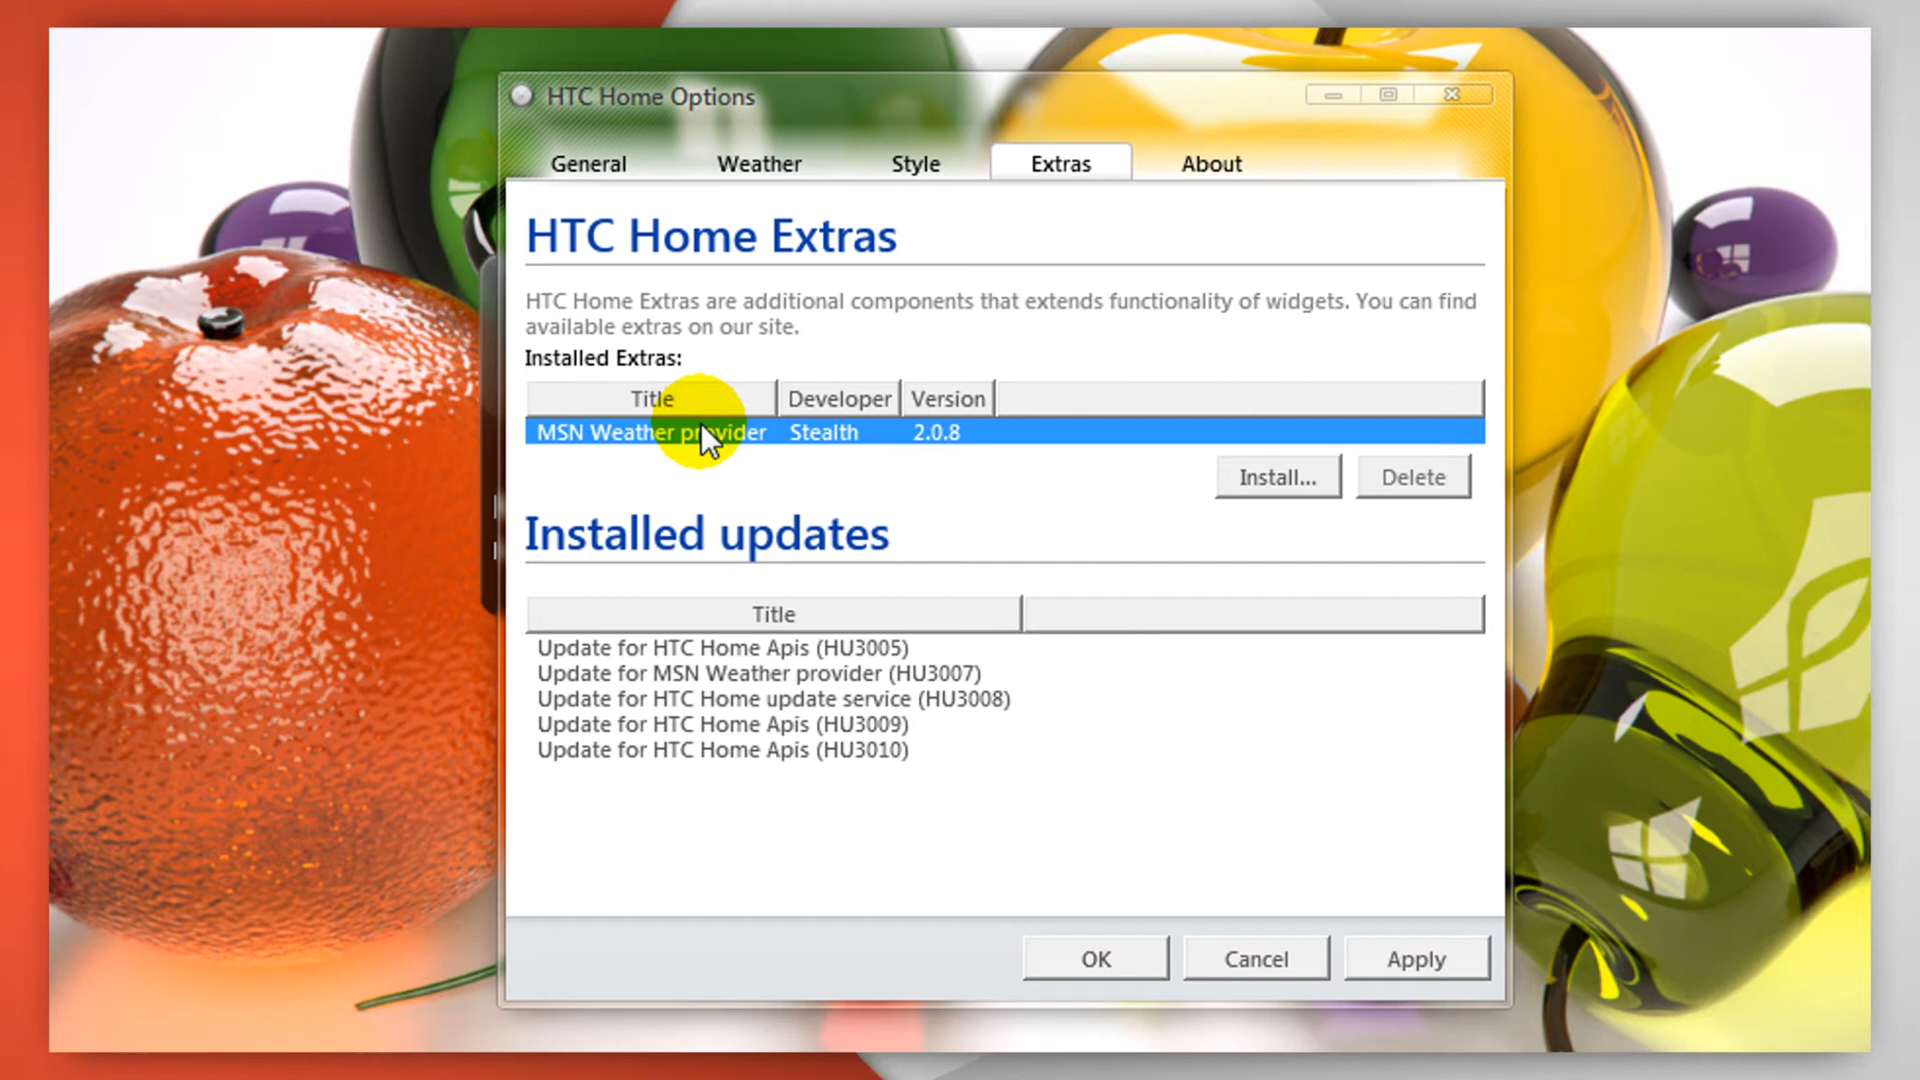 HTC Home Options
General Weather Style Extras About
HTC Home Extras
HTC Home Extras are additional components that extends functionality of widgets. You can find
available extras on our site.
Installed Extras:
Title Developer Version
MSN Weather provider Stealth 2.0.8
Install... Delete
Installed updates
Title
Update for HTC Home Apis (HU3005)
Update for MSN Weather provider (HU3007)
Update for HTC Home update service (HU3008)
Update for HTC Home Apis (HU3009)
Update for HTC Home Apis (HU3010)
OK Cancel Apply